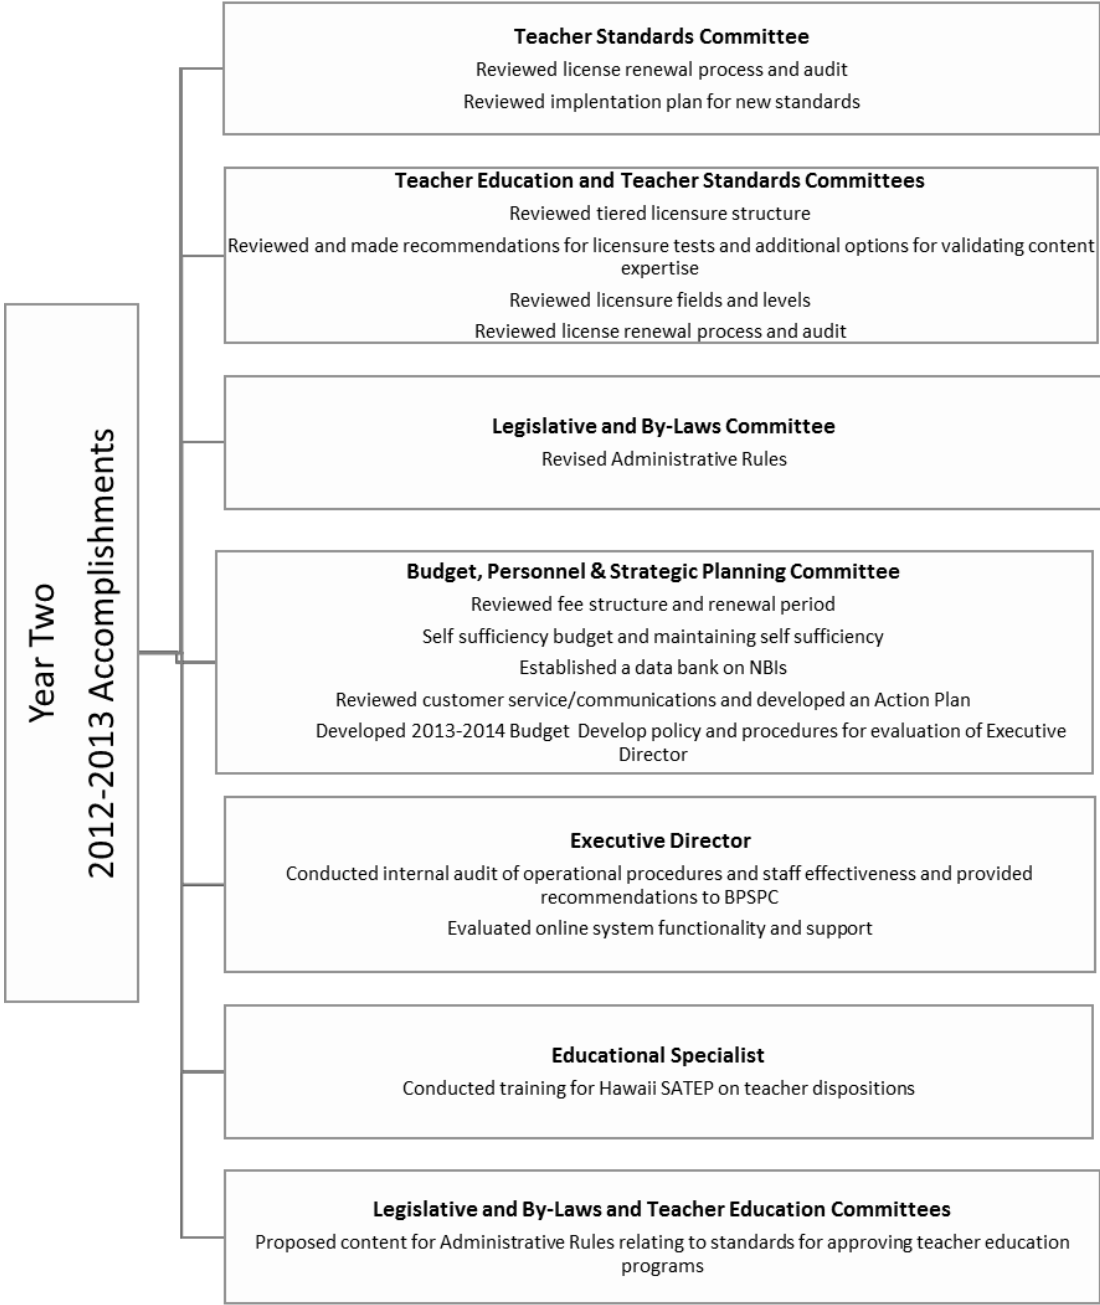 Year Two
2012-2013 Accomplishments
Teacher Standards Committee
Reviewed license renewal process and audit
Reviewed implentation plan for new standards
Teacher Education and Teacher Standards Committees
Reviewed tiered licensure structure
Reviewed and made recommendations for licensure tests and additional options for validating content
expertise
Reviewed licensure fields and levels
Reviewed license renewal process and audit
Legislative and By-Laws Committee
Revised Administrative Rules
Budget, Personnel & Strategic Planning Committee
Reviewed fee structure and renewal period
Self sufficiency budget and maintaining self sufficiency
Established a data bank on NBIs
Reviewed customer service/communications and developed an Action Plan
Developed 2013-2014 Budget Develop policy and procedures for evaluation of Executive
Director
Executive Director
Conducted internal audit of operational procedures and staff effectiveness and provided
recommendations to BPSPC
Evaluated online system functionality and support
Educational Specialist
Conducted training for Hawaii SATEP on teacher dispositions
Legislative and By-Laws and Teacher Education Committees
Proposed content for Administrative Rules relating to standards for approving teacher education
programs